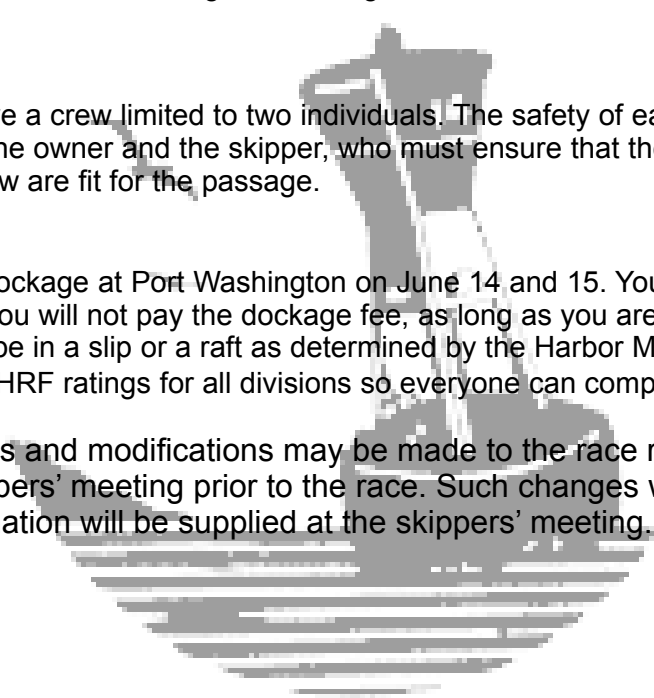 e a crew limited to two individuals. The safety of ea
ne owner and the skipper, who must ensure that the
w are fit for the passage.
ockage at Port Washington on June 14 and 15. You
ou will not pay the dockage fee, as long as you are
be in a slip or a raft as determined by the Harbor M
HRF ratings for all divisions so everyone can comp
s and modifications may be made to the race r
pers’ meeting prior to the race. Such changes w
ation will be supplied at the skippers’ meeting.